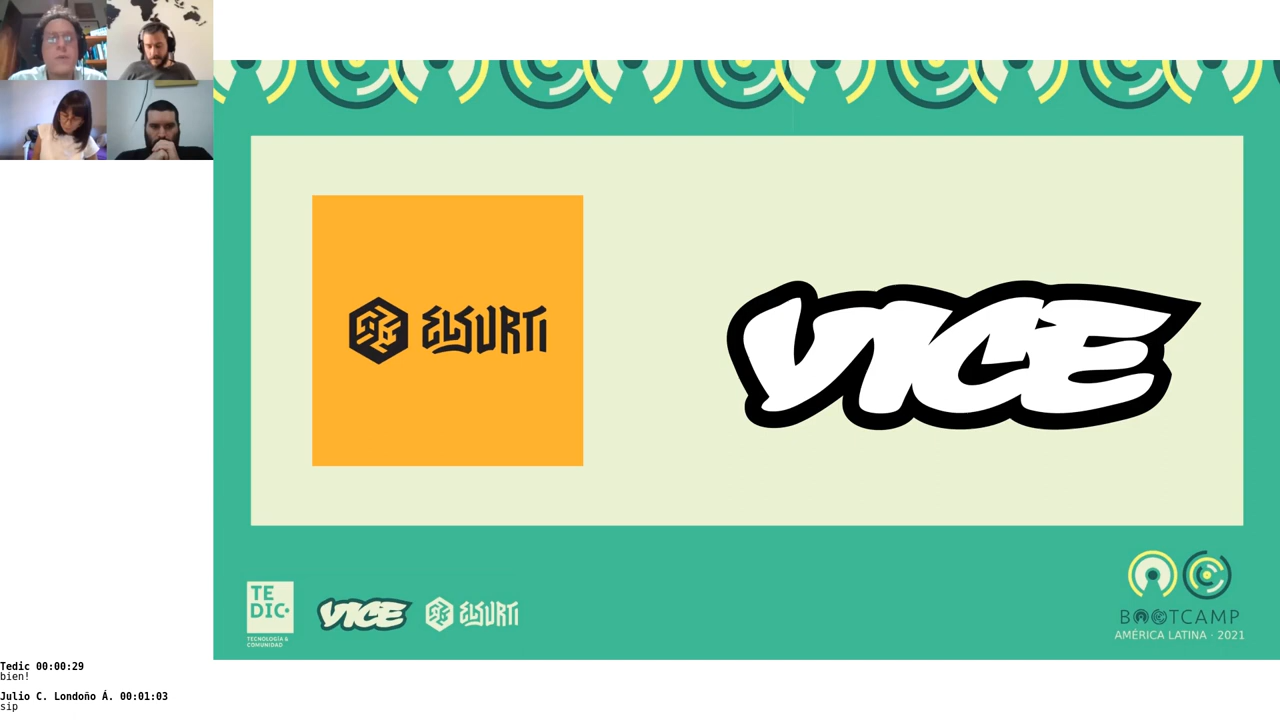 ELSURTI
VICE
TE
DIC
TECNOLOGÍA &
COMUNIDAD
VICE
ELSURTI
BOOTCAMP
AMÉRICA LATINA · 2021
Tedic 00:00:29
bien!
Julio C. Londoño Á. 00:01:03
sip